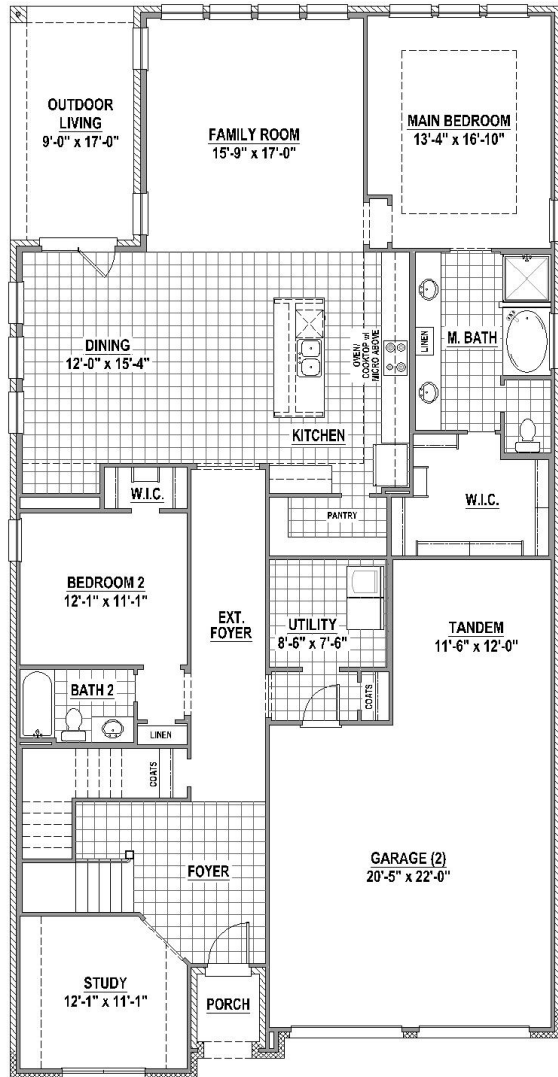 OUTDOOR
LIVING
9'-0" x 17'-0"
FAMILY ROOM
15'-9" x 17'-0"
MAIN BEDROOM
13'-4" x 16'-10"
DINING
12'-0" x 15'-4"
OVEN/
COOKTOP w/
MICRO ABOVE
LINEN
M. BATH
KITCHEN
W.I.C.
PANTRY
W.I.C.
BEDROOM 2
12'-1" x 11'-1"
EXT.
FOYER
UTILITY
8'-6" x 7'-6"
TANDEM
11'-6" x 12'-0"
BATH 2
COATS
LINEN
COATS
FOYER
GARAGE (2)
20'-5" x 22'-0"
STUDY
12'-1" x 11'-1"
PORCH